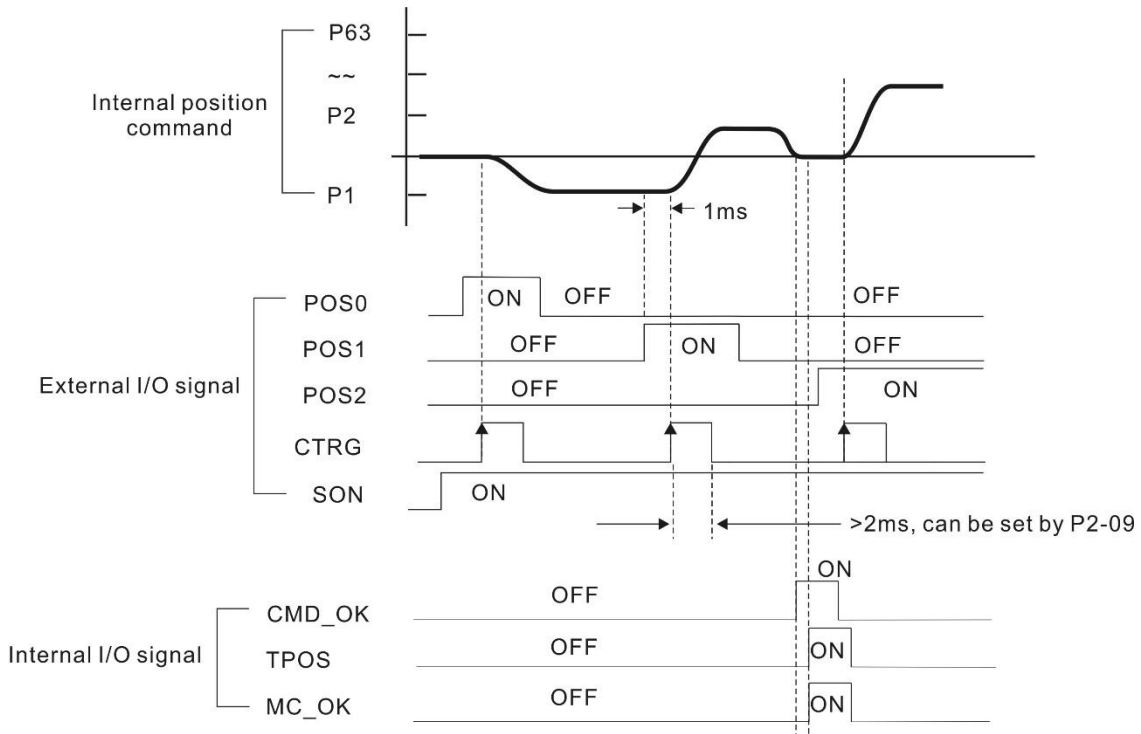 P63
~~
Internal position
command
P2
P1
1ms
POS0
ON
OFF
OFF
POS1
OFF
ON
OFF
External I/O signal
POS2
OFF
ON
CTRG
SON
ON
>2ms, can be set by P2-09
ON
CMD_OK
OFF
Internal I/O signal
TPOS
OFF
ON
MC_OK
OFF
ON